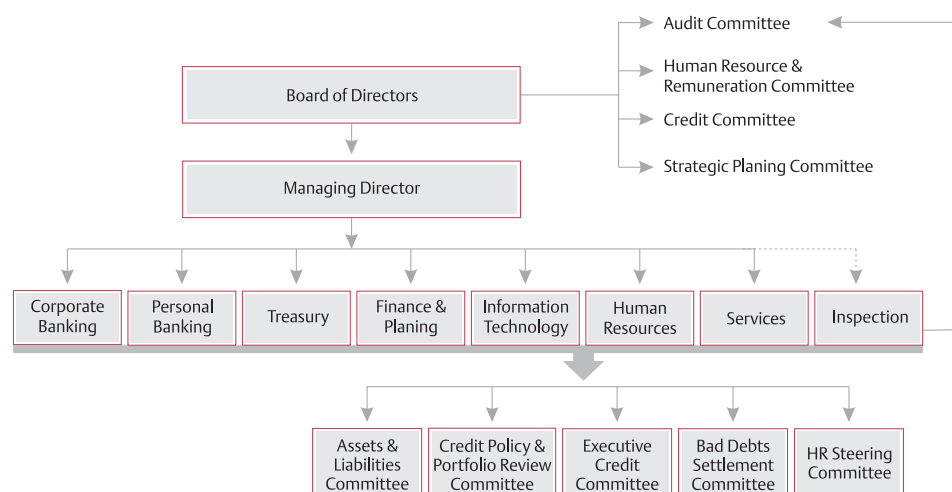 Audit Committee
Human Resource &
Remuneration Committee
Board of Directors
Credit Committee
Strategic Planing Committee
Managing Director
Corporate
Banking
Personal
Banking
Treasury
Finance &
Planing
Information
Technology
Human
Resources
Services
Inspection
Assets &
Liabilities
Committee
Credit Policy &
Portfolio Review
Committee
Executive
Credit
Committee
Bad Debts
Settlement
Committee
HR Steering
Committee